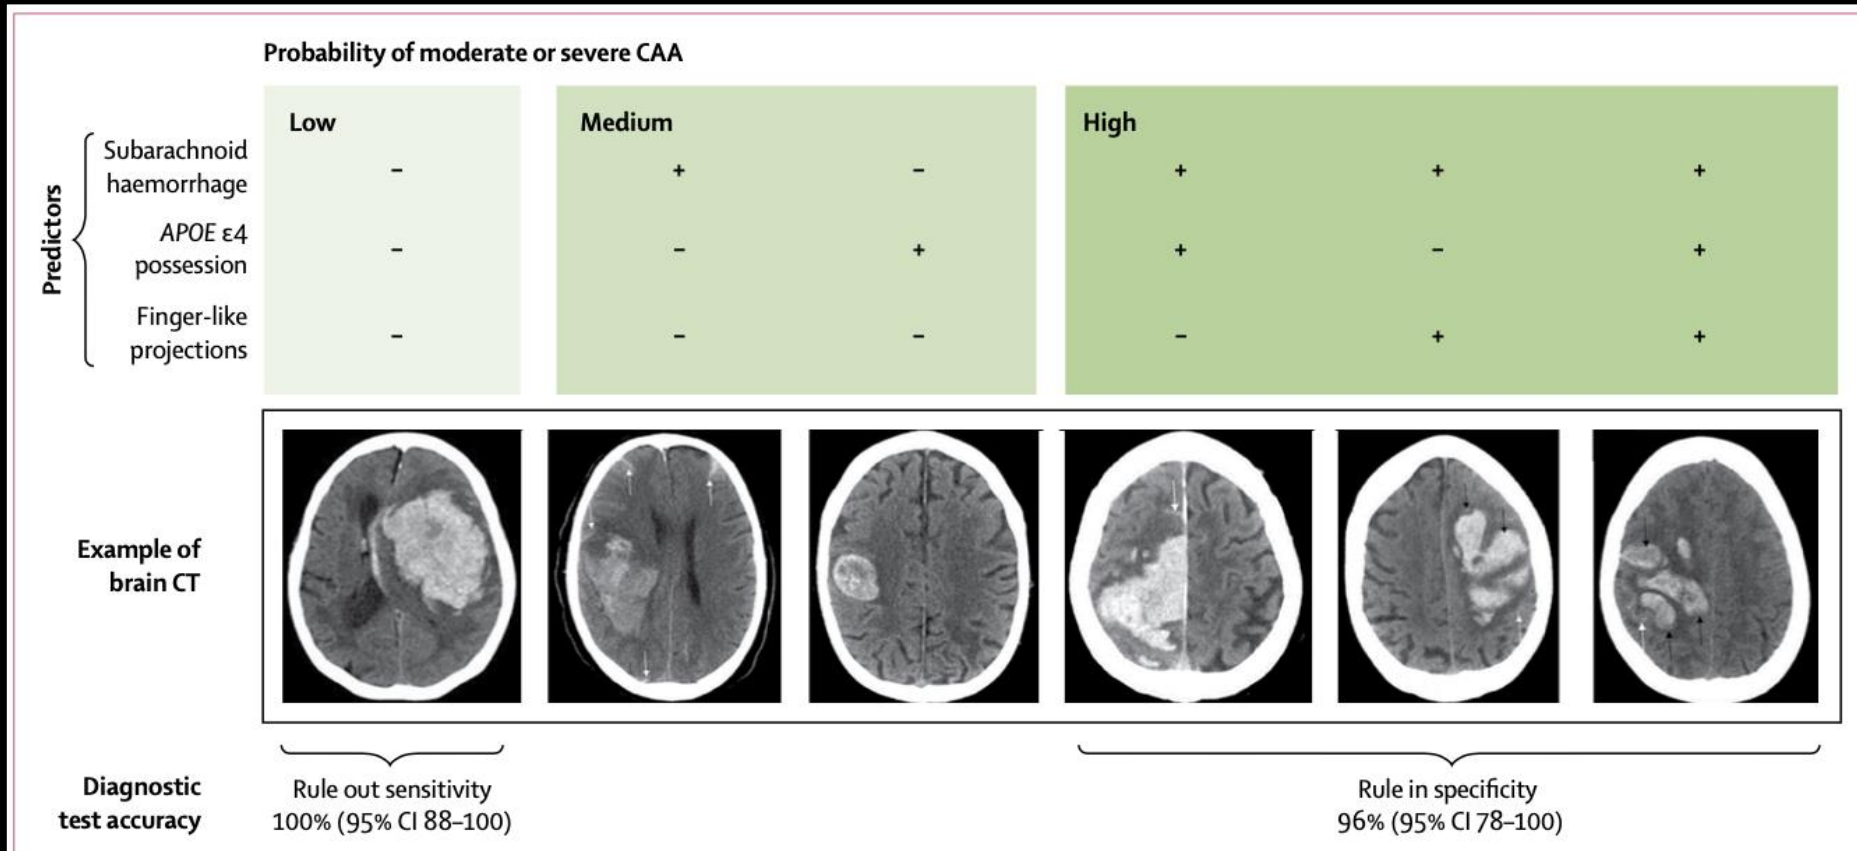 Probability of moderate or severe CAA
Low
Medium
High
Predictors
Subarachnoid
haemorrhage
− + − + + +
APOE ε4
possession
− − + + − +
Finger-like
projections
− − − − + +
Example of
brain CT
Diagnostic
test accuracy
Rule out sensitivity
100% (95% CI 88–100)
Rule in specificity
96% (95% CI 78–100)